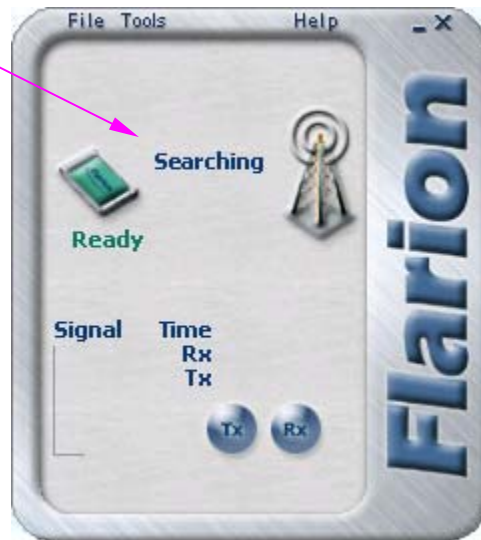 File Tools Help
Searching
Ready
Signal Time
Rx
Tx
Tx Rx
Flarion